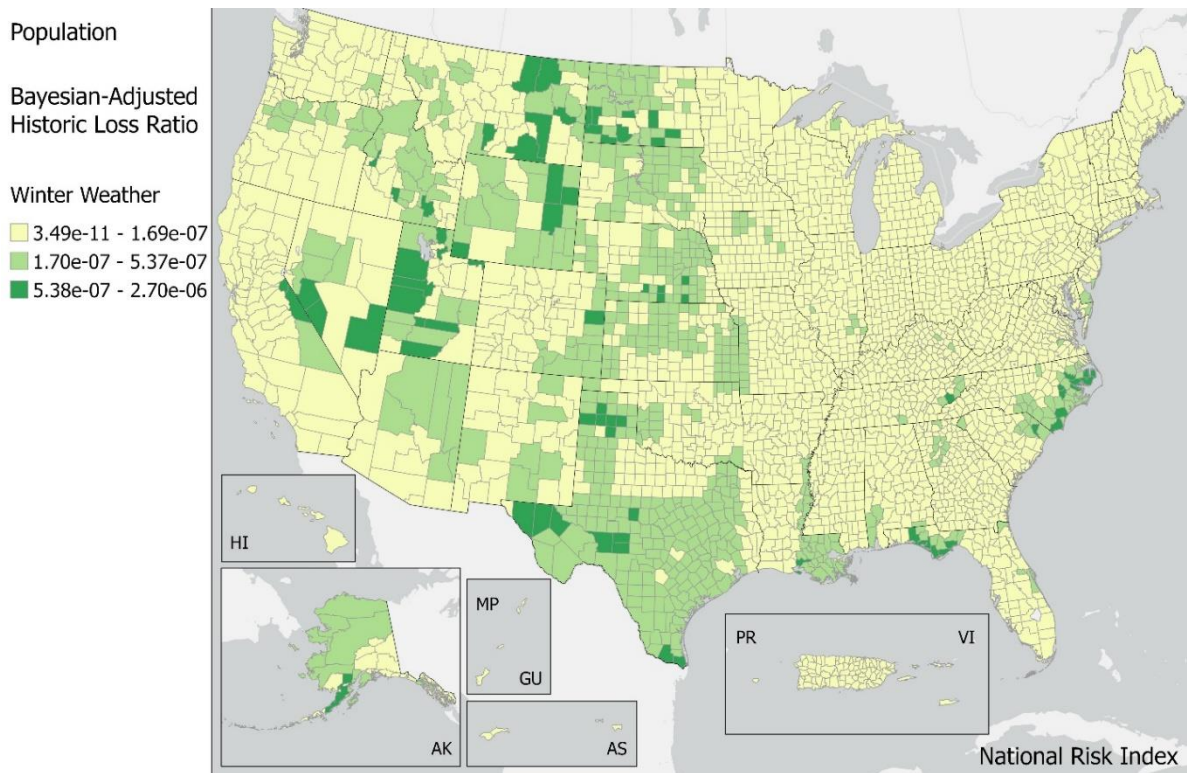 Population
Bayesian-Adjusted
Historic Loss Ratio
Winter Weather
3.49e-11 - 1.69e-07
1.70e-07 - 5.37e-07
5.38e-07 - 2.70e-06
HI
AK
MP
GU
AS
PR
VI
National Risk Index